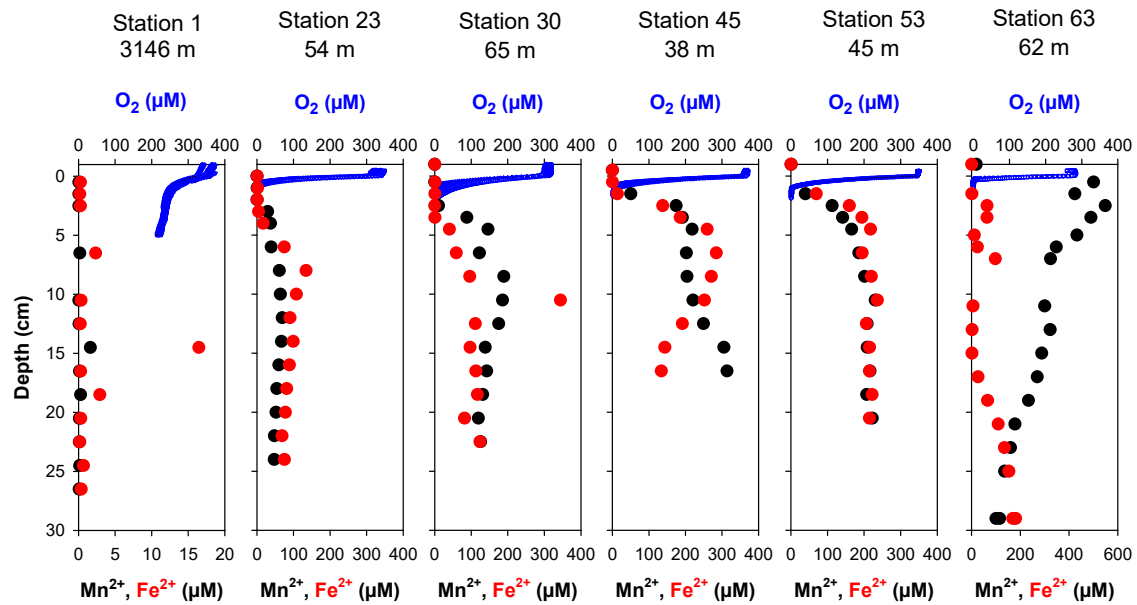 Station 1 Station 23 Station 30 Station 45 Station 53 Station 63
3146 m 54 m 65 m 38 m 45 m 62 m
O₂ (µM) O₂ (µM) O₂ (µM) O₂ (µM) O₂ (µM) O₂ (µM)
0 100 200 300 400 0 100 200 300 400 0 100 200 300 400 0 100 200 300 400 0 100 200 300 400 0 100 200 300 400
0
5
10
15
20
25
30
Depth (cm)
0 5 10 15 20 0 100 200 300 400 0 100 200 300 400 0 100 200 300 400 0 100 200 300 400 0 200 400 600
Mn²⁺, Fe²⁺ (µM) Mn²⁺, Fe²⁺ (µM) Mn²⁺, Fe²⁺ (µM) Mn²⁺, Fe²⁺ (µM) Mn²⁺, Fe²⁺ (µM) Mn²⁺, Fe²⁺ (µM)